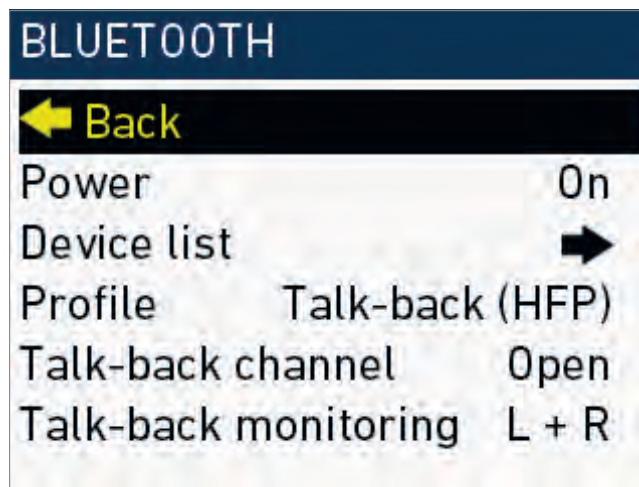 BLUETOOTH
Back
Power On
Device list
Profile Talk-back (HFP)
Talk-back channel Open
Talk-back monitoring L + R